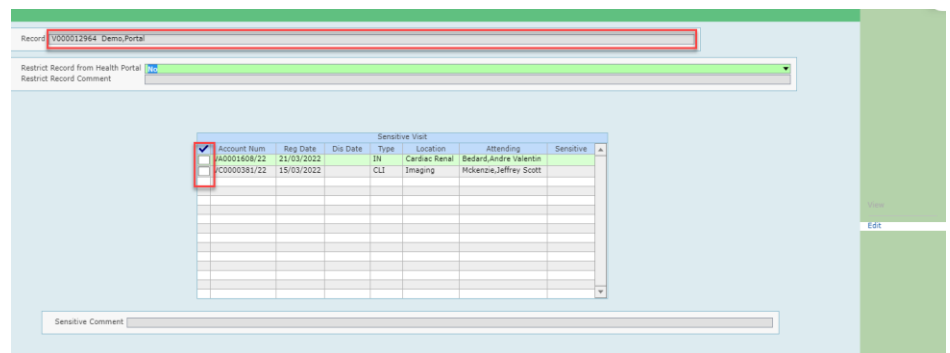 Record V000012964 Demo,Portal
Restrict Record from Health Portal No
Restrict Record Comment
Sensitive Visit
Account Num Reg Date Dis Date Type Location Attending Sensitive
VA0001608/22 21/03/2022 IN Cardiac Renal Bedard,Andre Valentin
VC0000381/22 15/03/2022 CLI Imaging Mckenzie,Jeffrey Scott
View
Edit
Sensitive Comment